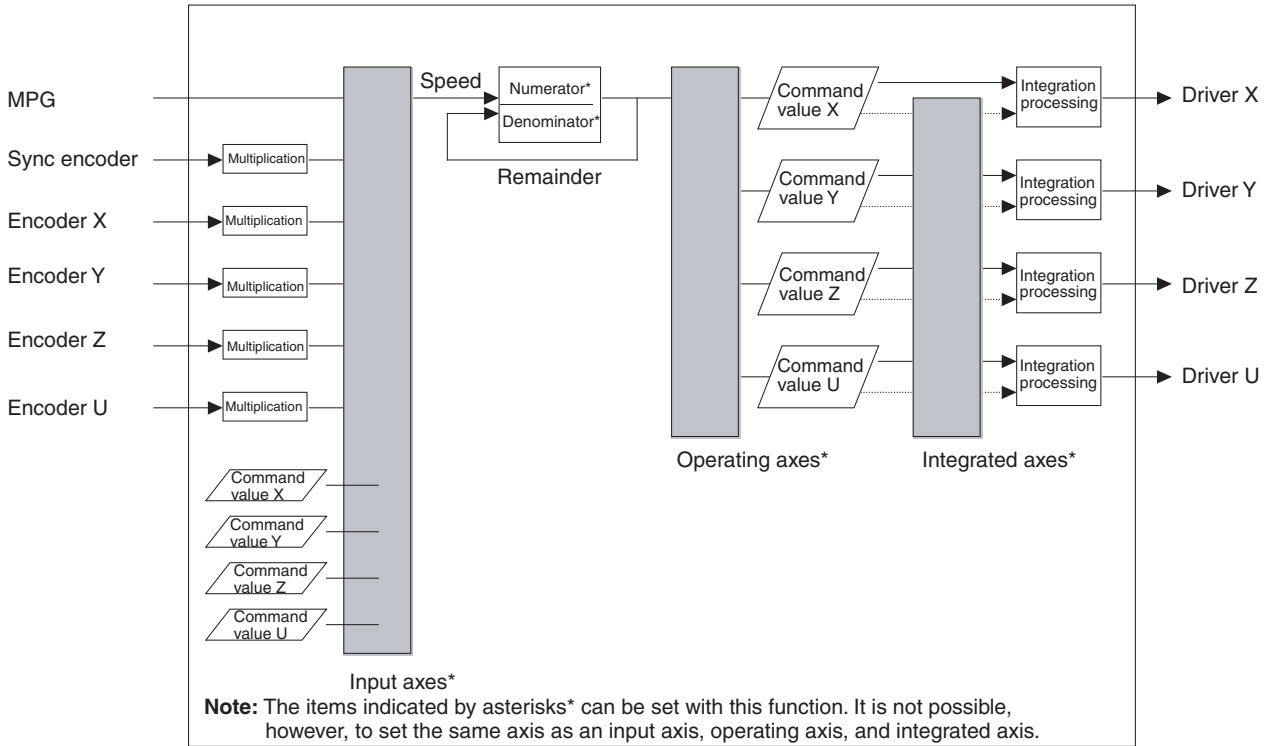 MPG
Sync encoder
Encoder X
Encoder Y
Encoder Z
Encoder U
Multiplication
Multiplication
Multiplication
Multiplication
Multiplication
Command
value X
Command
value Y
Command
value Z
Command
value U
Input axes*
Speed
Numerator*
Denominator*
Remainder
Operating axes*
Command
value X
Command
value Y
Command
value Z
Command
value U
Integrated axes*
Integration
processing
Integration
processing
Integration
processing
Integration
processing
Driver X
Driver Y
Driver Z
Driver U
Note: The items indicated by asterisks* can be set with this function. It is not possible,
however, to set the same axis as an input axis, operating axis, and integrated axis.